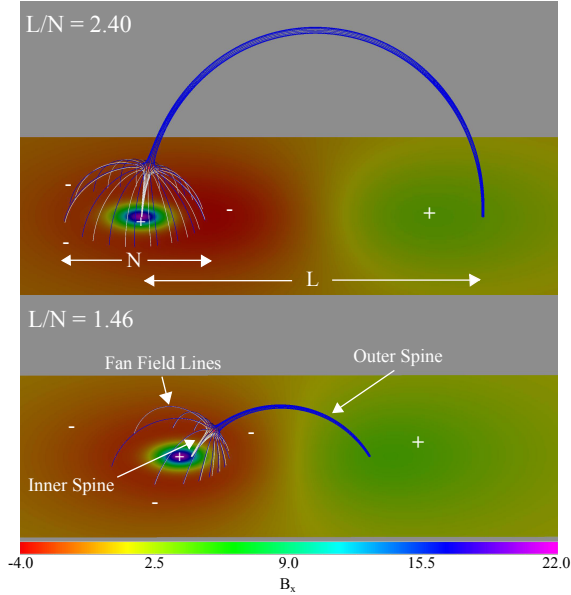 L/N = 2.40
-
-
+
-
+
N
L
L/N = 1.46
Fan Field Lines
Outer Spine
-
-
+
+
Inner Spine
-
-4.0 2.5 9.0 15.5 22.0
Bₓ